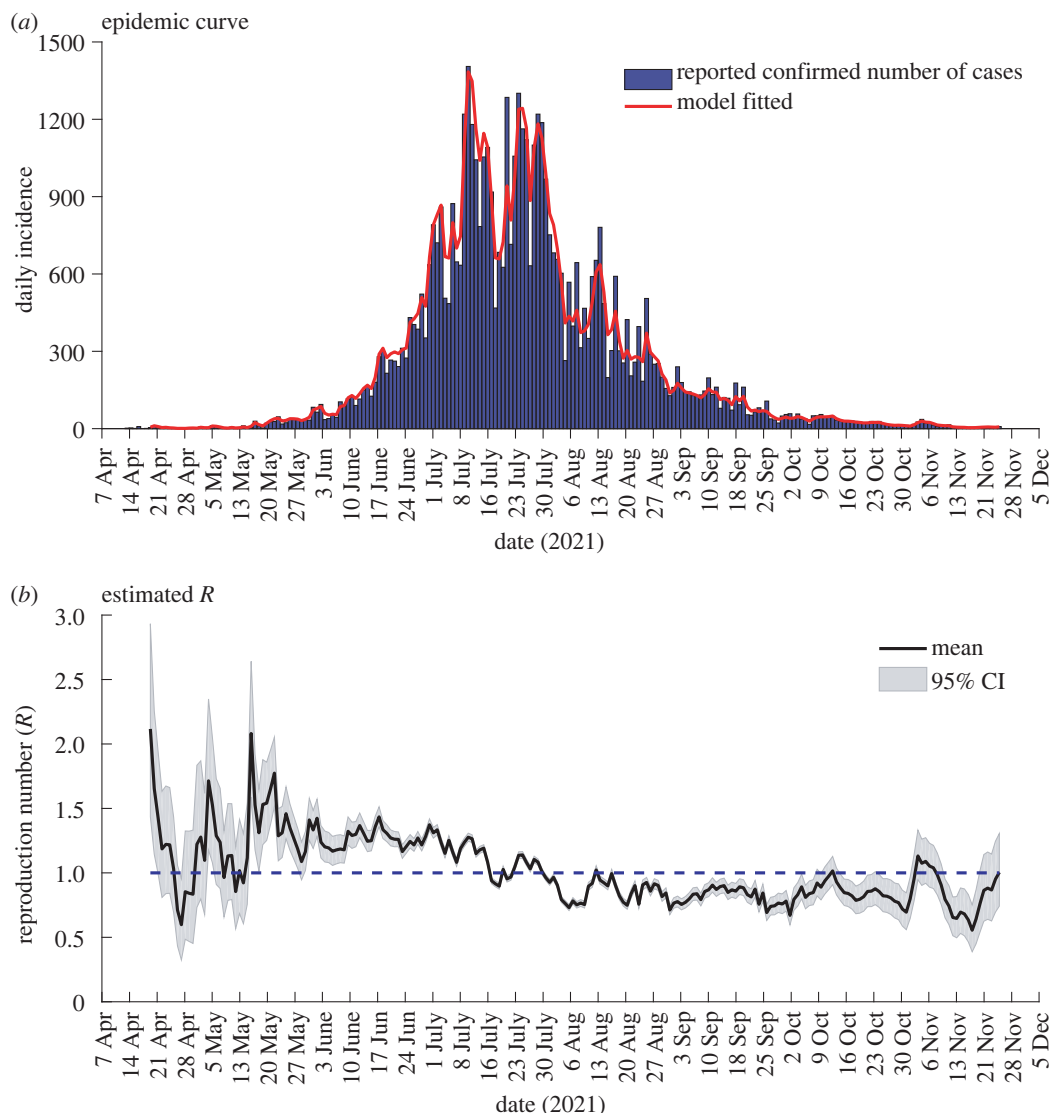 (a) epidemic curve
1500
1200
900
600
300
0
daily incidence
reported confirmed number of cases
model fitted
7 Apr
14 Apr
21 Apr
28 Apr
5 May
13 May
20 May
27 May
3 Jun
10 June
17 June
24 June
1 July
8 July
16 July
23 July
30 July
6 Aug
13 Aug
20 Aug
27 Aug
3 Sep
10 Sep
18 Sep
25 Sep
2 Oct
9 Oct
16 Oct
23 Oct
30 Oct
6 Nov
13 Nov
21 Nov
28 Nov
5 Dec
date (2021)
(b) estimated R
3.0
2.5
2.0
1.5
1.0
0.5
0
reproduction number (R)
mean
95% CI
7 Apr
14 Apr
21 Apr
28 Apr
5 May
13 May
20 May
27 May
3 June
10 June
17 Jun
24 Jun
1 July
8 July
16 July
23 July
30 July
6 Aug
13 Aug
20 Aug
27 Aug
3 Sep
10 Sep
18 Sep
25 Sep
2 Oct
9 Oct
16 Oct
23 Oct
30 Oct
6 Nov
13 Nov
21 Nov
28 Nov
5 Dec
date (2021)